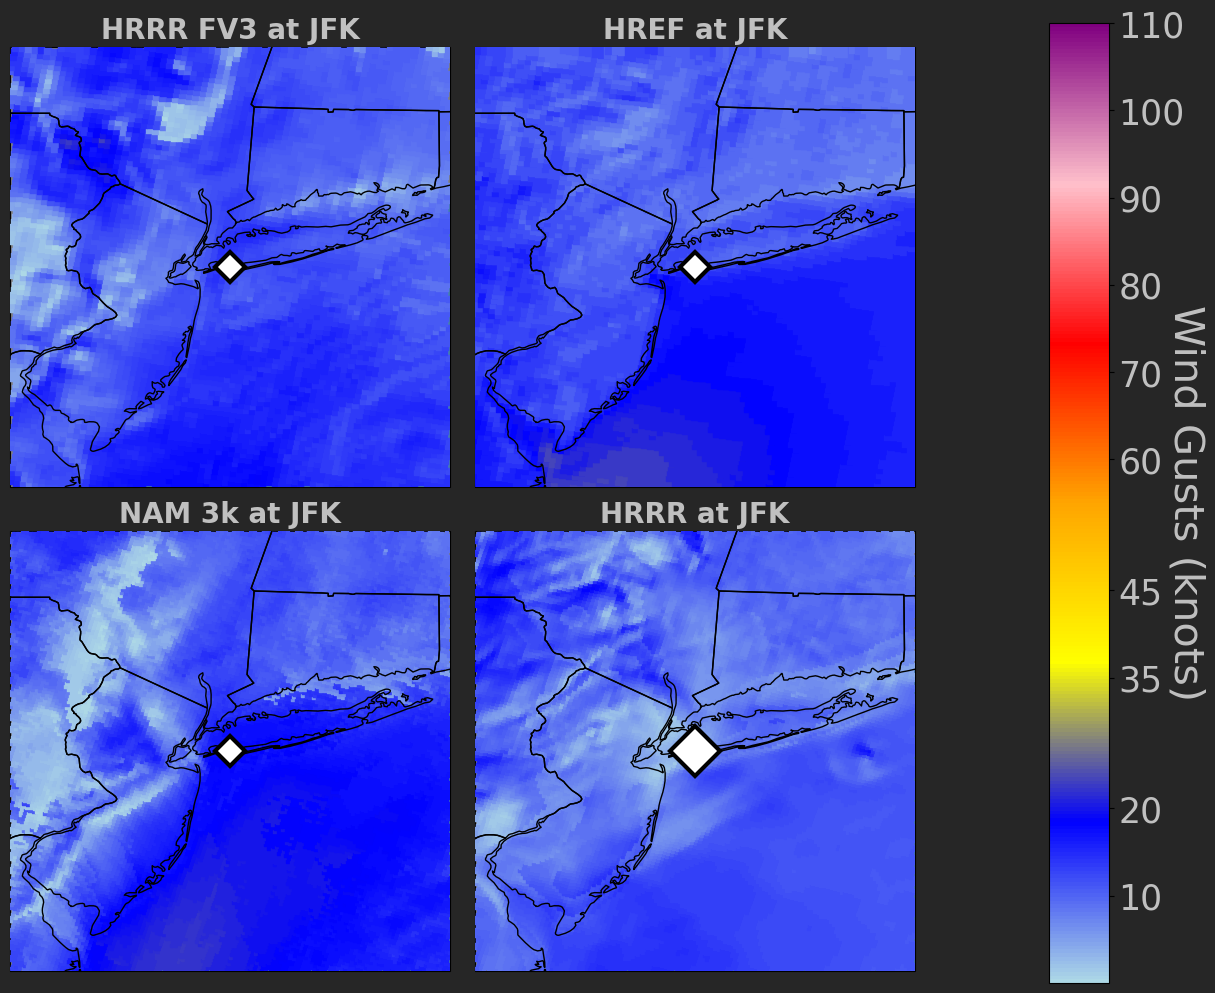 HRRR FV3 at JFK
HREF at JFK
NAM 3k at JFK
HRRR at JFK
110
100
90
80
70
60
45
35
20
10
Wind Gusts (knots)